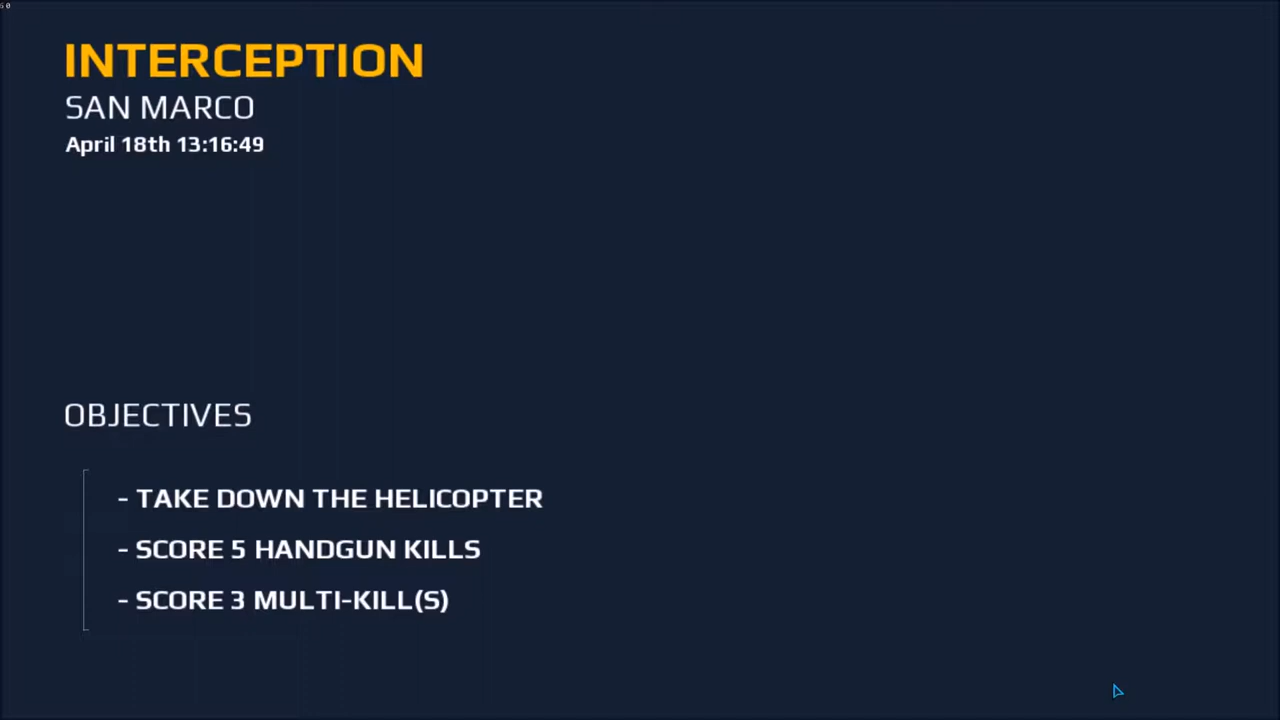 60
INTERCEPTION
SAN MARCO
April 18th 13:16:49
OBJECTIVES
- TAKE DOWN THE HELICOPTER
- SCORE 5 HANDGUN KILLS
- SCORE 3 MULTI-KILL(S)